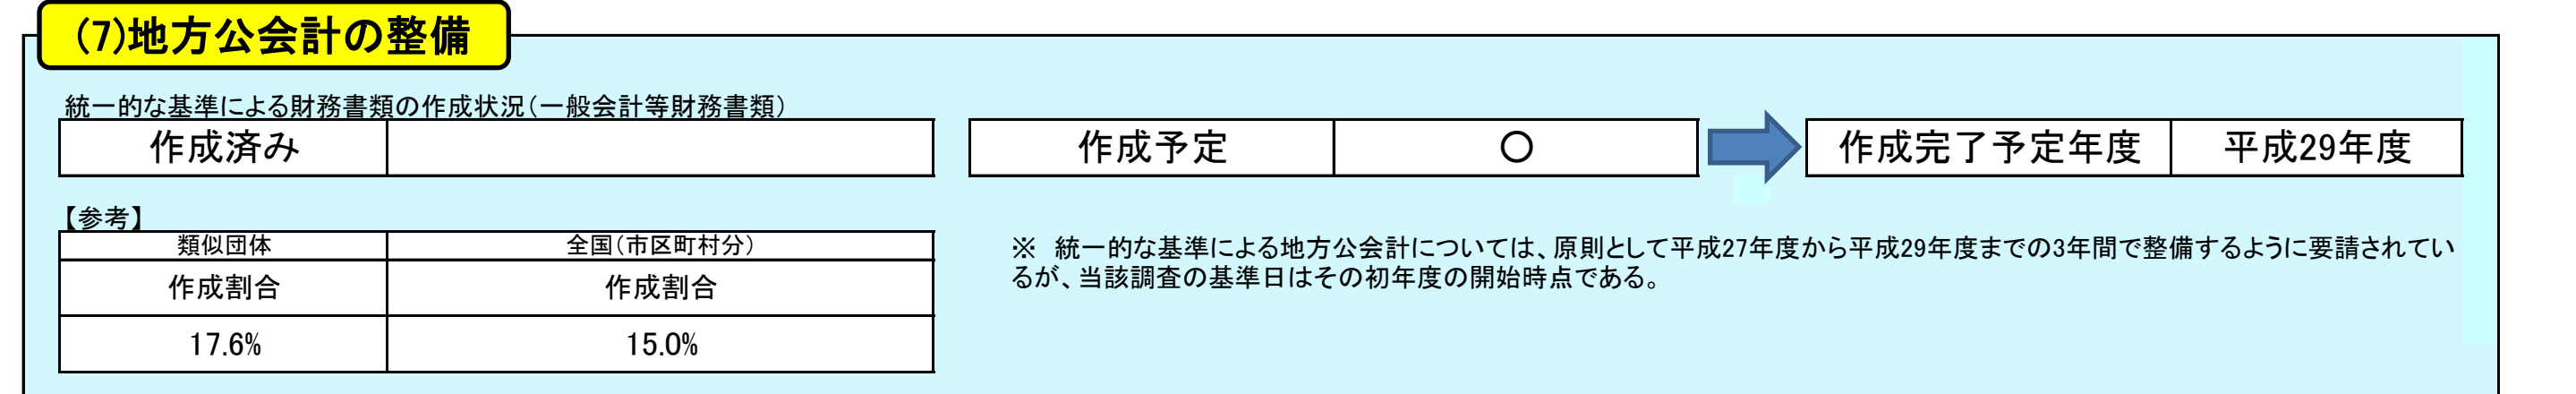 (7)地方公会計の整備
統一的な基準による財務書類の作成状況(一般会計等財務書類)
作成済み
作成予定 ○
作成完了予定年度 平成29年度
【参考】
類似団体 全国(市区町村分)
作成割合 作成割合
17.6% 15.0%
※ 統一的な基準による地方公会計については、原則として平成27年度から平成29年度までの3年間で整備するように要請されてい
るが、当該調査の基準日はその初年度の開始時点である。